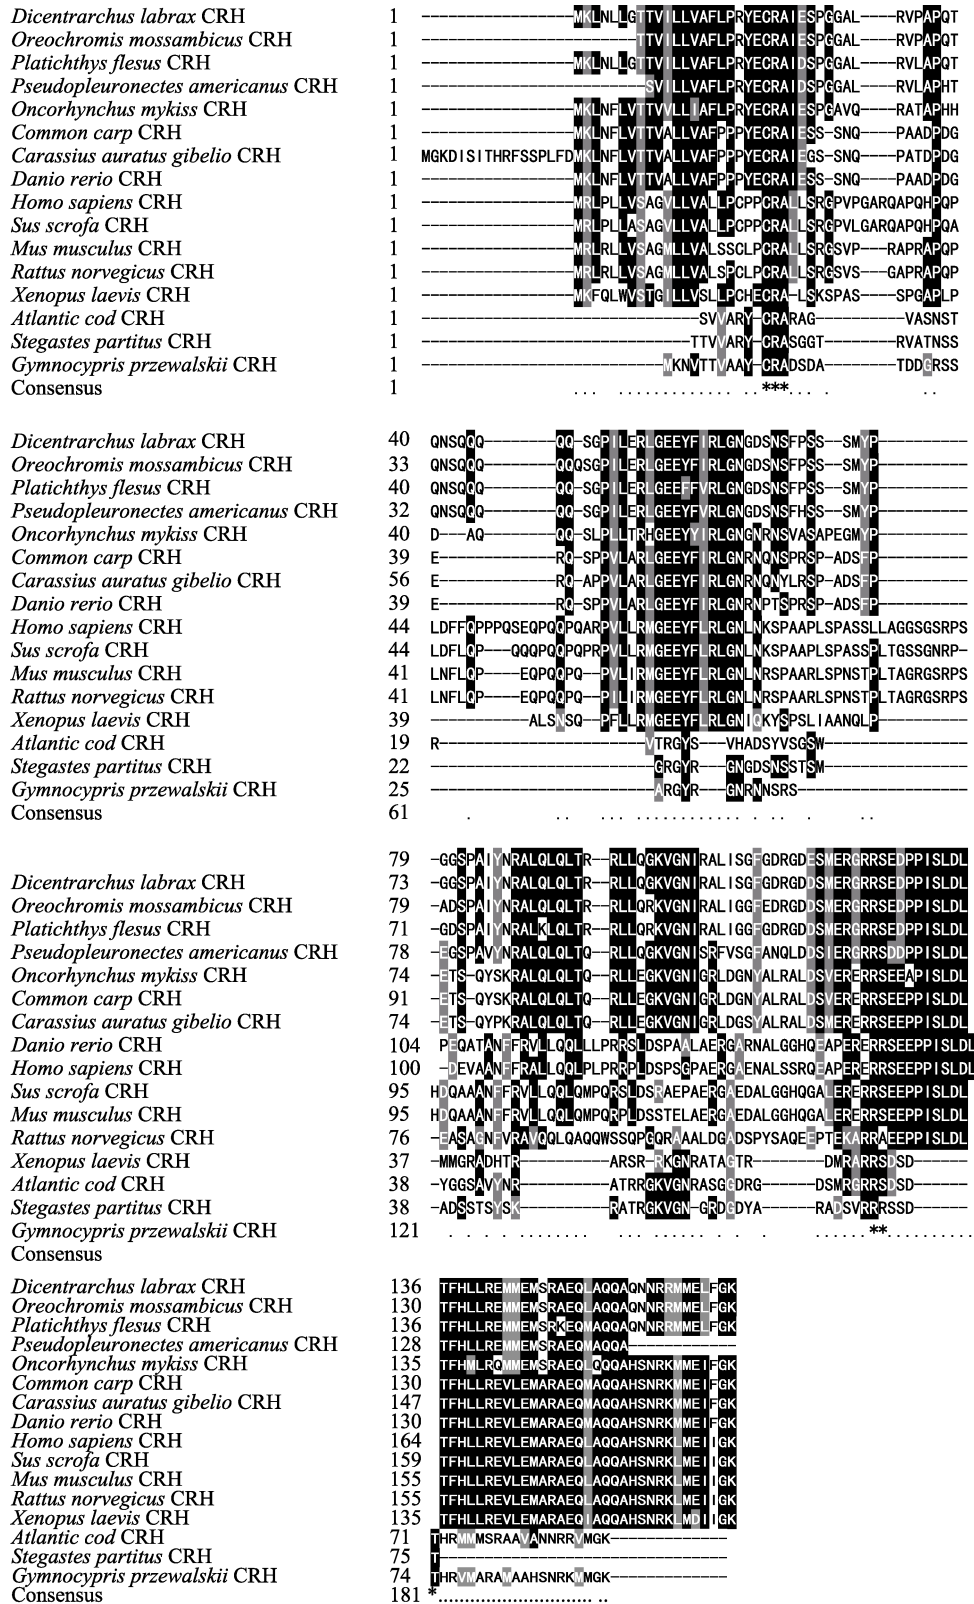 Dicentrarchus labrax CRH 1 -----------------MKLNLLGTTVILLVAFLPRYECRAIESPGGAL----RVPAPQT
Oreochromis mossambicus CRH 1 ------------------------TTVILLVAFLPRYECRAIESPGGAL----RVPAPQT
Platichthys flesus CRH 1 -----------------MKLNLLGTTVILLVAFLPRYECRAIDSPGGAL----RVLAPQT
Pseudopleuronectes americanus CRH 1 -------------------------SVILLVAFLPRYECRAIDSPGGAL----RVLAPHT
Oncorhynchus mykiss CRH 1 -----------------MKLNFLVTTVVLLIAFLPRYECRAIESPGAVQ----RATAPHH
Common carp CRH 1 -----------------MKLNFLVTTVALLVAFPPPYECRAIESS-SNQ----PAADPDG
Carassius auratus gibelio CRH 1 MGKDISITHRFSSPLFDMKLNFLVTTVALLVAFPPPYECRAIEGS-SNQ----PATDPDG
Danio rerio CRH 1 -----------------MKLNFLVTTVALLVAFPPPYECRAIESS-SNQ----PAADPDG
Homo sapiens CRH 1 -----------------MRLPLLVSAGVLLVALLPCPPCRALLSRGPVPGARQAPQHPQP
Sus scrofa CRH 1 -----------------MRLPLLASAGVLLVALLPCPPCRALLSRGPVLGARQAPQHPQA
Mus musculus CRH 1 -----------------MRLRLLVSAGMLLVALSSCLPCRALLSRGSVP---RAPRAPQP
Rattus norvegicus CRH 1 -----------------MRLRLLVSAGMLLVALSPCLPCRALLSRGSVS----GAPRAPQP
Xenopus laevis CRH 1 -----------------MKFQLWVSTGILLVSLLPCHECRA-LSKSPAS----SPGAPLP
Atlantic cod CRH 1 -------------------------------SVVARY-CRARAG----------VASNST
Stegastes partitus CRH 1 ------------------------------TTVVARY-CRASGGT---------RVATNSS
Gymnocypris przewalskii CRH 1 ---------------------------MKNVTTVAAY-CRADSDA--------TDDGRSS
Consensus 1 ... ............. ..***... . ..
Dicentrarchus labrax CRH 40 QNSQQQ--------QQ-SGPILERLGEEYFIRLGNGDSNSFPSS--SMYP----------
Oreochromis mossambicus CRH 33 QNSQQQ--------QQQSGPILERLGEEYFIRLGNGDSNSFPSS--SMYP----------
Platichthys flesus CRH 40 QNSQQQ--------QQ-SGPILERLGEEFFVRLGNGDSNSFPSS--SMYP----------
Pseudopleuronectes americanus CRH 32 QNSQQQ--------QQ-SGPILERLGEEYFVRLGNGDSNSFHSS--SMYP----------
Oncorhynchus mykiss CRH 40 D---AQ--------QQ-SLPLLTRHGEEYYIRLGNGNRNSVASAPEGMYP----------
Common carp CRH 39 E-------------RQ-SPPVLARLGEEYFIRLGNRNQNSPRSP-ADSFP----------
Carassius auratus gibelio CRH 56 E-------------RQ-APPVLARLGEEYFIRLGNRNQNYLRSP-ADSFP----------
Danio rerio CRH 39 E-------------RQ-SPPVLARLGEEYFIRLGNRNPTSPRSP-ADSFP----------
Homo sapiens CRH 44 LDFFQPPPQSEQPQQPQARPVLLRMGEEYFLRLGNLNKSPAAPLSPASSLLAGGSGSRPS
Sus scrofa CRH 44 LDFLQP---QQQPQQPQPRPVLLRMGEEYFLRLGNLNKSPAAPLSPASSPLTGSSGNRP-
Mus musculus CRH 41 LNFLQP----EQPQQPQ-PVLIRMGEEYFLRLGNLNRSPAARLSPNSTPLTAGRGSRPS
Rattus norvegicus CRH 41 LNFLQP----EQPQQPQ-PILIRMGEEYFLRLGNLNRSPAARLSPNSTPLTAGRGSRPS
Xenopus laevis CRH 39 -----------ALSNSQ--PFLLRMGEEYFLRLGNIQKYSPSLIAANQLP----------
Atlantic cod CRH 19 R-----------------------VTRGYS---VHADSYVSGSW----------------
Stegastes partitus CRH 22 -------------------------GRGYR---GNGDSNSSTSM----------------
Gymnocypris przewalskii CRH 25 -------------------------ARGYR---GNRNNSRS-------------------
Consensus 61 . .. ...... ..... .. . ..
79 -GGSPAIYNRALQLQLTR--RLLQGKVGNIRALISGFGDRGDESMERGRRSEDPPISLDL
Dicentrarchus labrax CRH 73 -GGSPAIYNRALQLQLTR--RLLQGKVGNIRALISGFGDRGDDSMERGRRSEDPPISLDL
Oreochromis mossambicus CRH 79 -ADSPAIYNRALQLQLTR--RLLQRKVGNIRALIGGFGDRGDDSMERGRRSEDPPISLDL
Platichthys flesus CRH 71 -GDSPAIYNRALKLQLTR--RLLQRKVGNIRALIGGFGDRGDDSMERGRRSEDPPISLDL
Pseudopleuronectes americanus CRH 78 -EGSPAVYNRALQLQLTQ--RLLQGKVGNISRFVSGFANQLDDSIERGRRSDDPPISLDL
Oncorhynchus mykiss CRH 74 -ETS-QYSKRALQLQLTQ--RLLEGKVGNIGRLDGNYALRALDSVERERRSEEAPISLDL
Common carp CRH 91 -ETS-QYSKRALQLQLTQ--RLLEGKVGNIGRLDGNYALRALDSVERERRSEEPPISLDL
Carassius auratus gibelio CRH 74 -ETS-QYPKRALQLQLTQ--RLLEGKVGNIGRLDGSYALRALDSMERERRSEEPPISLDL
Danio rerio CRH 104 PEQATANFFRVLLQQLLLPRRSLDSPAALAERGARNALGGHQEAPERERRSEEPPISLDL
Homo sapiens CRH 100 -DEVAANFFRALLQQLPLPRRPLDSPSGPAERGAENALSSRQEAPERERRSEEPPISLDL
Sus scrofa CRH 95 HDQAAANFFRVLLQQLQMPQRSLDSRAEPAERGAEDALGGHQGALERERRSEEPPISLDL
Mus musculus CRH 95 HDQAAANFFRVLLQQLQMPQRPLDSSTELAERGAEDALGGHQGALERERRSEEPPISLDL
Rattus norvegicus CRH 76 -EASAGNFVRAVQQLQAQQWSSQPGQRAAALDGADSPYSAQEEPTEKARRAEEPPISLDL
Xenopus laevis CRH 37 -MMGRADHTR----------ARSR-RKGNRATAGTR--------DMRARRSDSD------
Atlantic cod CRH 38 -YGGSAVYNR----------ATRRGKVGNRASGGDRG-------DSMRGRRSDSD------
Stegastes partitus CRH 38 -ADSSTSYSK----------RATRGKVGN-GRDGDYA------RADSVRRRSSD------
Gymnocypris przewalskii CRH 121 ..........**..........
Consensus
Dicentrarchus labrax CRH 136 TFHLLREMMEMSRAEQLAQQAQNNRRMMELFGK
Oreochromis mossambicus CRH 130 TFHLLREMMEMSRAEQLAQQAQNNRRMMELFGK
Platichthys flesus CRH 136 TFHLLREMMEMSRKEQLAQQAQNNRRMMELFGK
Pseudopleuronectes americanus CRH 128 TFHLLREMMEMSRAEQMAQQA------------
Oncorhynchus mykiss CRH 135 TFHMLRQMMEMSRAEQLQQQAHSNRKMMEIFGK
Common carp CRH 130 TFHLLREVLEMARAEQMAQQAHSNRKMMEIFGK
Carassius auratus gibelio CRH 147 TFHLLREVLEMARAEQMAQQAHSNRKMMEIFGK
Danio rerio CRH 130 TFHLLREVLEMARAEQMAQQAHSNRKMMEIFGK
Homo sapiens CRH 164 TFHLLREVLEMARAEQLAQQAHSNRKLMEIIGK
Sus scrofa CRH 159 TFHLLREVLEMARAEQLAQQAHSNRKLMEIIGK
Mus musculus CRH 155 TFHLLREVLEMARAEQLAQQAHSNRKLMEIIGK
Rattus norvegicus CRH 155 TFHLLREVLEMARAEQLAQQAHSNRKLMEIIGK
Xenopus laevis CRH 135 TFHLLREVLEMARAEQIAQQAHSNRKLMDIIGK
Atlantic cod CRH 71 THRMMMSRAAVANNRRVMGK-------------
Stegastes partitus CRH 75 T--------------------------------
Gymnocypris przewalskii CRH 74 THRVMARAMAAHSNRKMMGK-------------
Consensus 181 *........................... ..